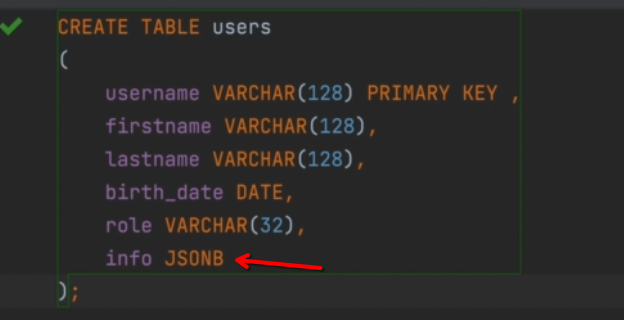 CREATE TABLE users
(
username VARCHAR(128) PRIMARY KEY ,
firstname VARCHAR(128),
lastname VARCHAR(128),
birth_date DATE,
role VARCHAR(32),
info JSONB
);